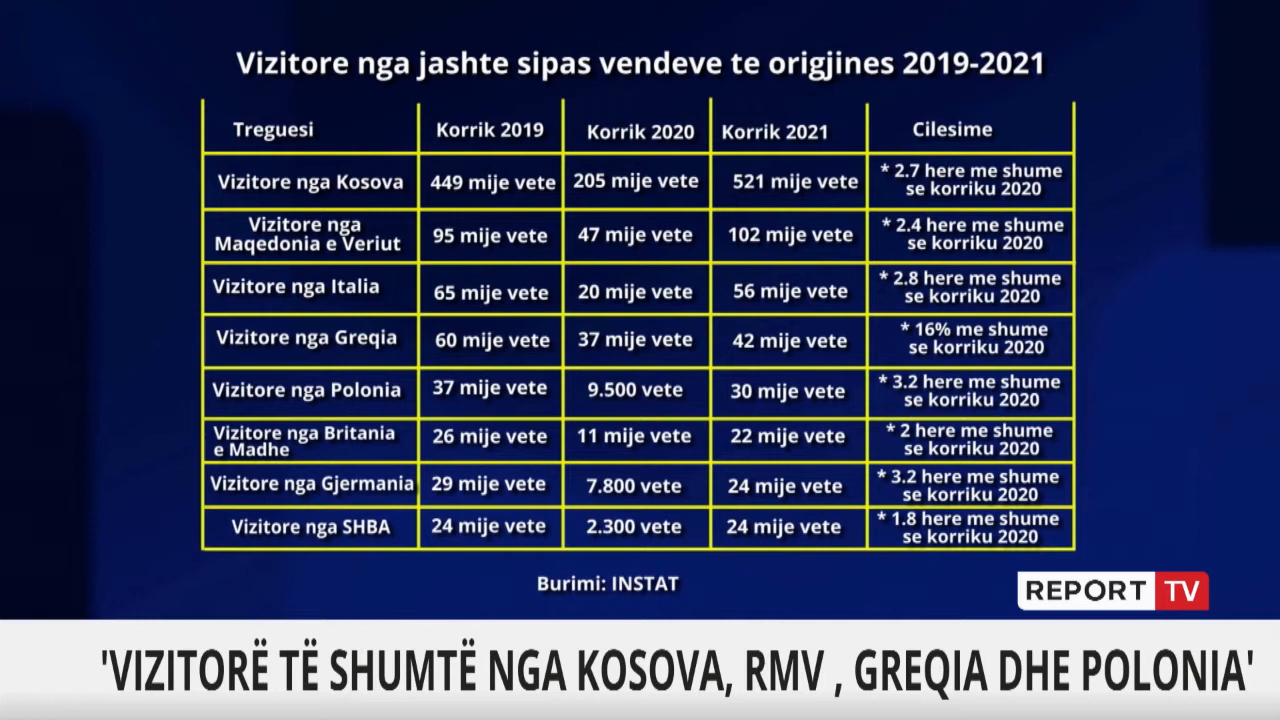 Vizitore nga jashte sipas vendeve te origjines 2019-2021
Treguesi Korrik 2019 Korrik 2020 Korrik 2021 Cilesime
Vizitore nga Kosova 449 mije vete 205 mije vete 521 mije vete * 2.7 here me shume
se korriku 2020
Vizitore nga
Maqedonia e Veriut 95 mije vete 47 mije vete 102 mije vete * 2.4 here me shume
se korriku 2020
Vizitore nga Italia 65 mije vete 20 mije vete 56 mije vete * 2.8 here me shume
se korriku 2020
Vizitore nga Greqia 60 mije vete 37 mije vete 42 mije vete * 16% me shume
se korriku 2020
Vizitore nga Polonia 37 mije vete 9.500 vete 30 mije vete * 3.2 here me shume
se korriku 2020
Vizitore nga Britania
e Madhe 26 mije vete 11 mije vete 22 mije vete * 2 here me shume
se korriku 2020
Vizitore nga Gjermania 29 mije vete 7.800 vete 24 mije vete * 3.2 here me shume
se korriku 2020
Vizitore nga SHBA 24 mije vete 2.300 vete 24 mije vete * 1.8 here me shume
se korriku 2020
Burimi: INSTAT
REPORT TV
'VIZITORË TË SHUMTË NGA KOSOVA, RMV , GREQIA DHE POLONIA'